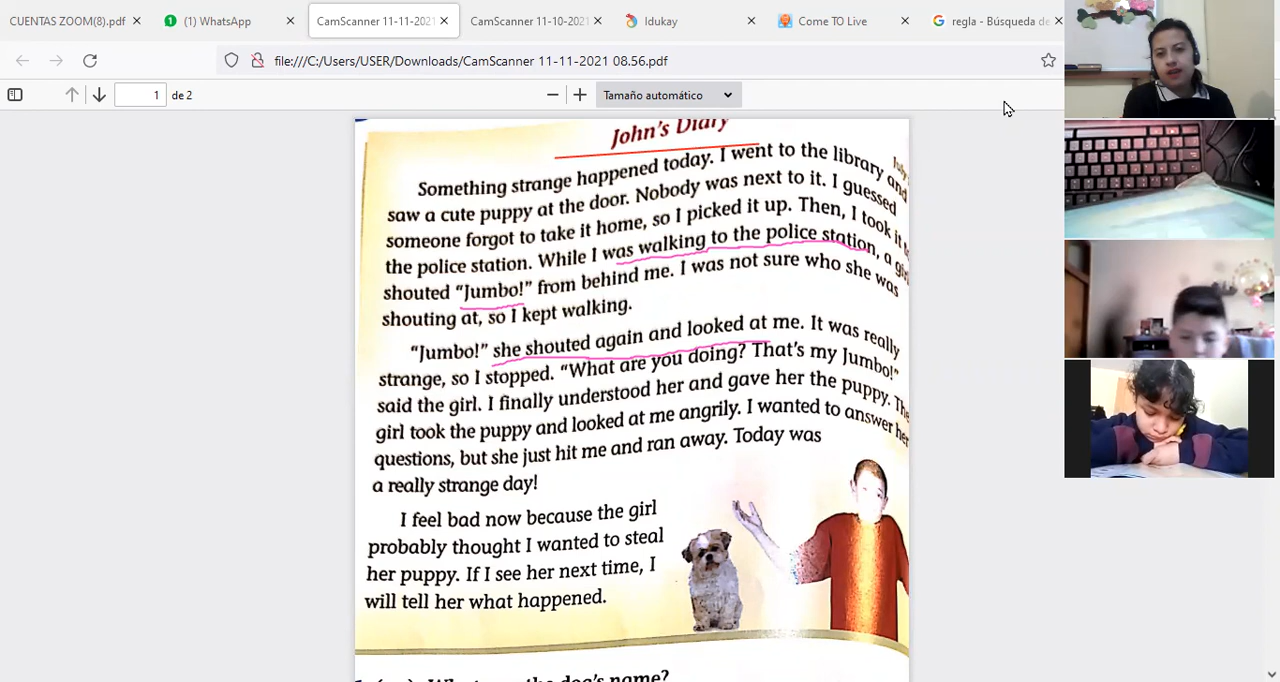 CUENTAS ZOOM(8).pdf
(1) WhatsApp
CamScanner 11-11-2021
CamScanner 11-10-202
Idukay
Come TO Live
regla - Búsqueda de
file:///C:/Users/USER/Downloads/CamScanner 11-11-2021 08.56.pdf
1 de 2
Tamaño automático
John's Diary
Something strange happened today. I went to the library and
saw a cute puppy at the door. Nobody was next to it. I guessed
someone forgot to take it home, so I picked it up. Then, I took it
the police station. While I was walking to the police station, a
shouted "Jumbo!" from behind me. I was not sure who she was
shouting at, so I kept walking.
"Jumbo!" she shouted again and looked at me. It was really
strange, so I stopped. "What are you doing? That's my Jumbo!"
said the girl. I finally understood her and gave her the puppy.
girl took the puppy and looked at me angrily. I wanted to answer her
questions, but she just hit me and ran away. Today was
a really strange day!
I feel bad now because the girl
probably thought I wanted to steal
her puppy. If I see her next time, I
will tell her what happened.
the dog's name?